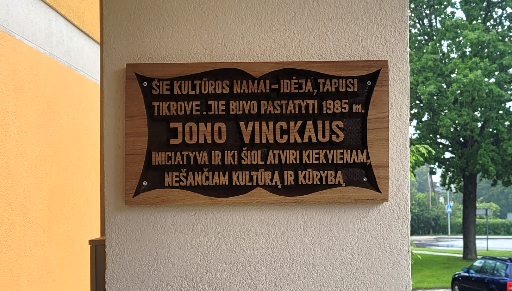 ŠIE KULTŪROS NAMAI – IDĖJA, TAPUSI
TIKROVE. JIE BUVO PASTATYTI 1985 m.
JONO VINCKAUS
INICIATYVA IR IKI ŠIOL ATVIRI KIEKVIENAM,
NEŠANČIAM KULTŪRĄ IR KŪRYBĄ